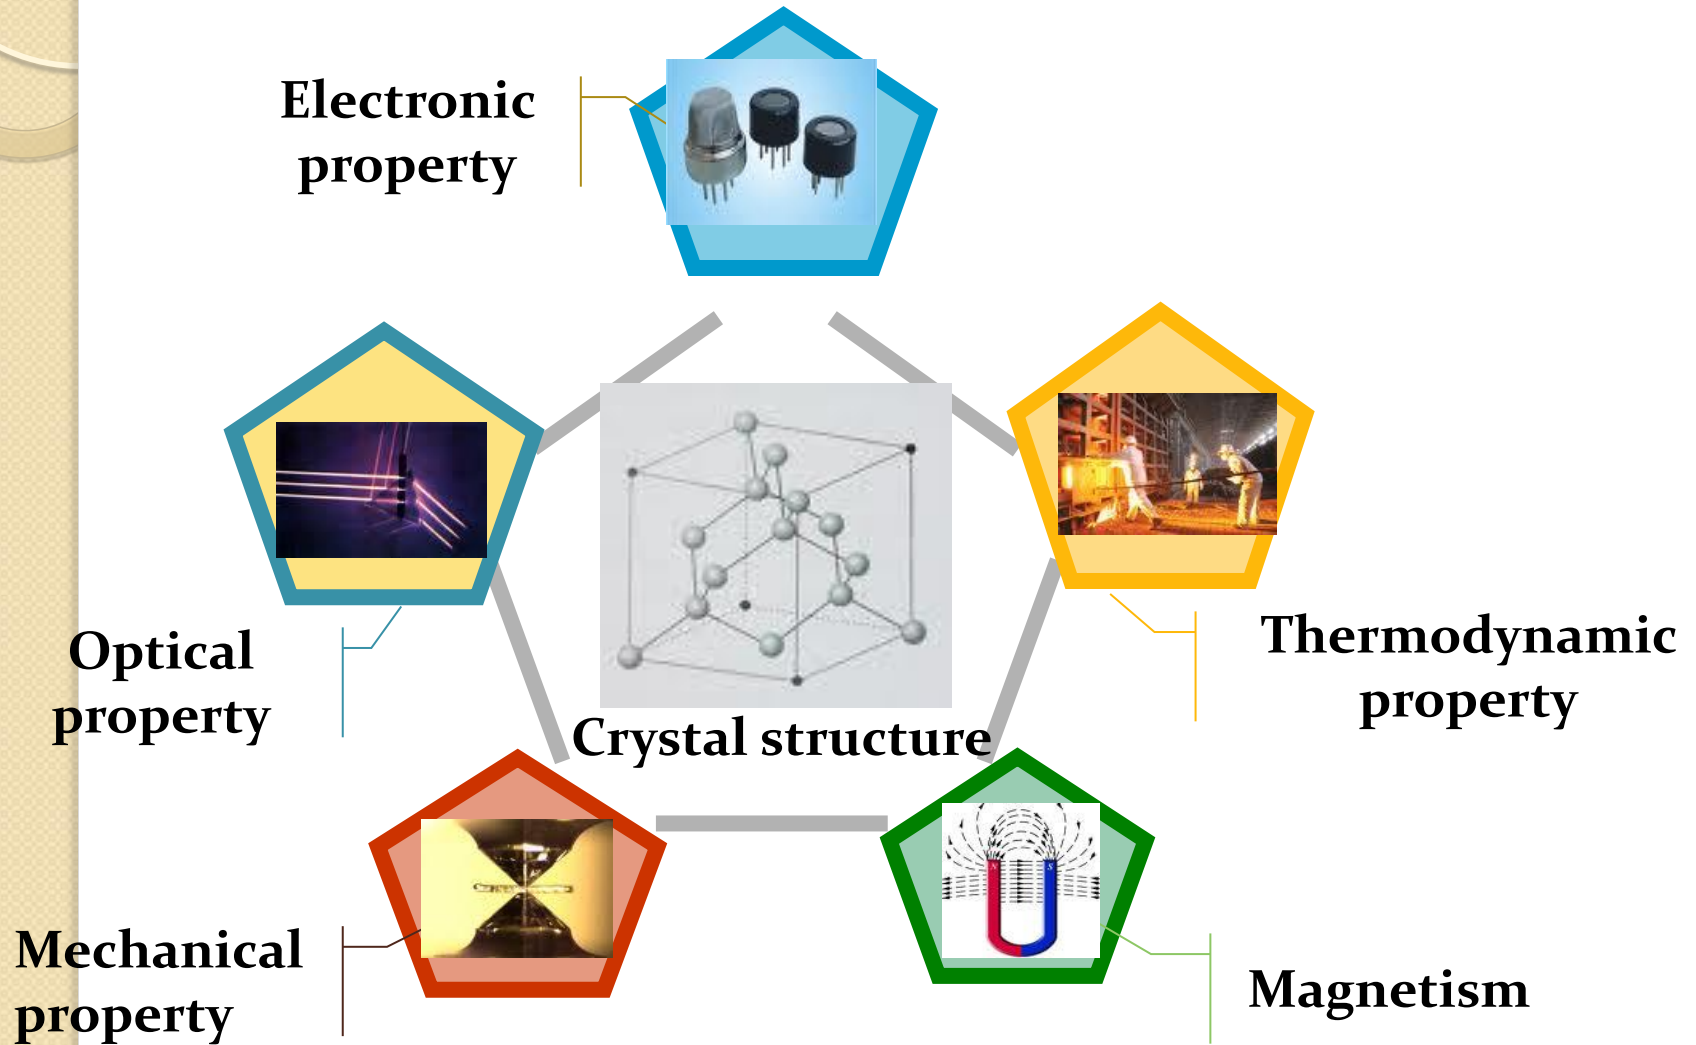 Electronic
property
Optical
property
Thermodynamic
property
Crystal structure
Mechanical
property
N
S
Magnetism